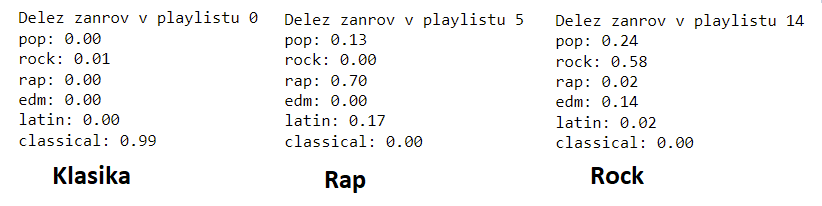 Delez zanrov v playlistu 0
pop: 0.00
rock: 0.01
rap: 0.00
edm: 0.00
latin: 0.00
classical: 0.99
Klasika
Delez zanrov v playlistu 5
pop: 0.13
rock: 0.00
rap: 0.70
edm: 0.00
latin: 0.17
classical: 0.00
Rap
Delez zanrov v playlistu 14
pop: 0.24
rock: 0.58
rap: 0.02
edm: 0.14
latin: 0.02
classical: 0.00
Rock